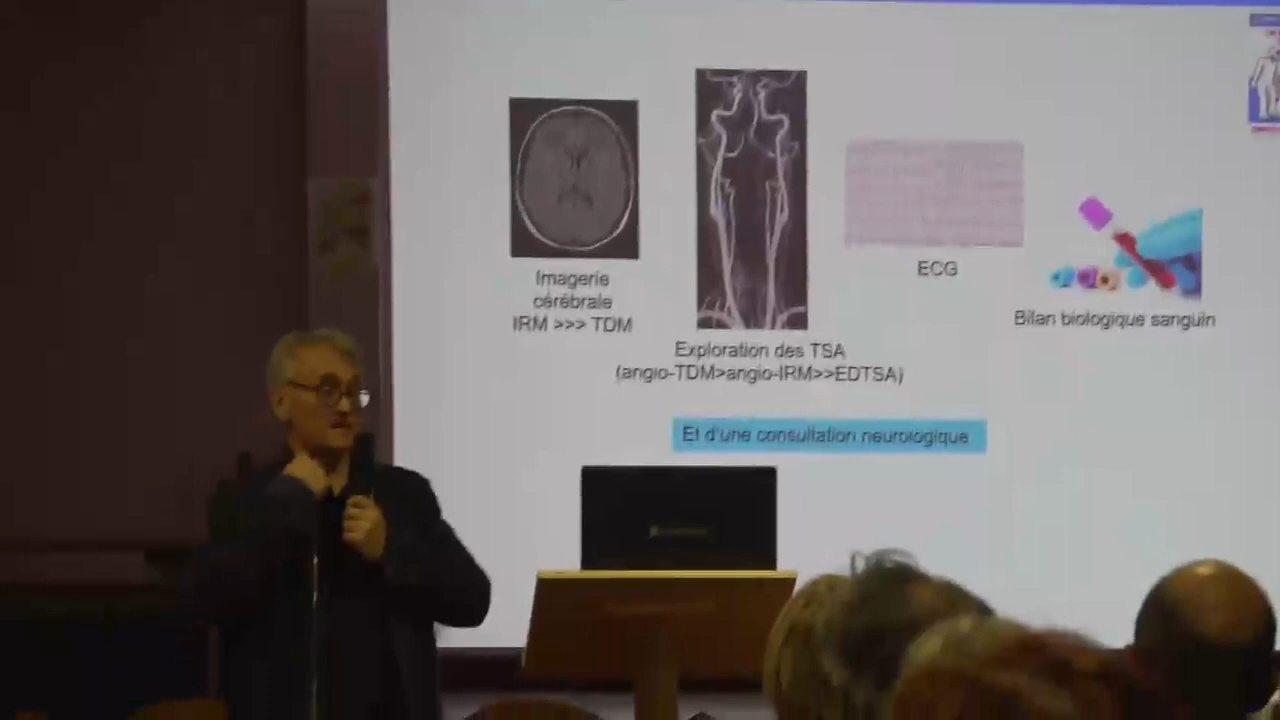 Imagerie
cérébrale
IRM >>> TDM
Exploration des TSA
(angio-TDM>angio-IRM>>EDTSA)
ECG
Bilan biologique sanguin
Et d'une consultation neurologique